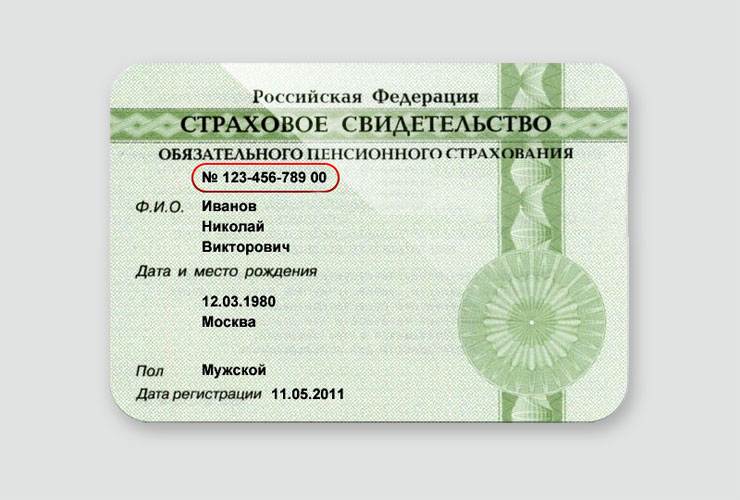 Российская Федерация
СТРАХОВОЕ СВИДЕТЕЛЬСТВО
ОБЯЗАТЕЛЬНОГО ПЕНСИОННОГО СТРАХОВАНИЯ
№ 123-456-789 00
Ф.И.О. Иванов
Николай
Викторович
Дата и место рождения
12.03.1980
Москва
Пол Мужской
Дата регистрации 11.05.2011